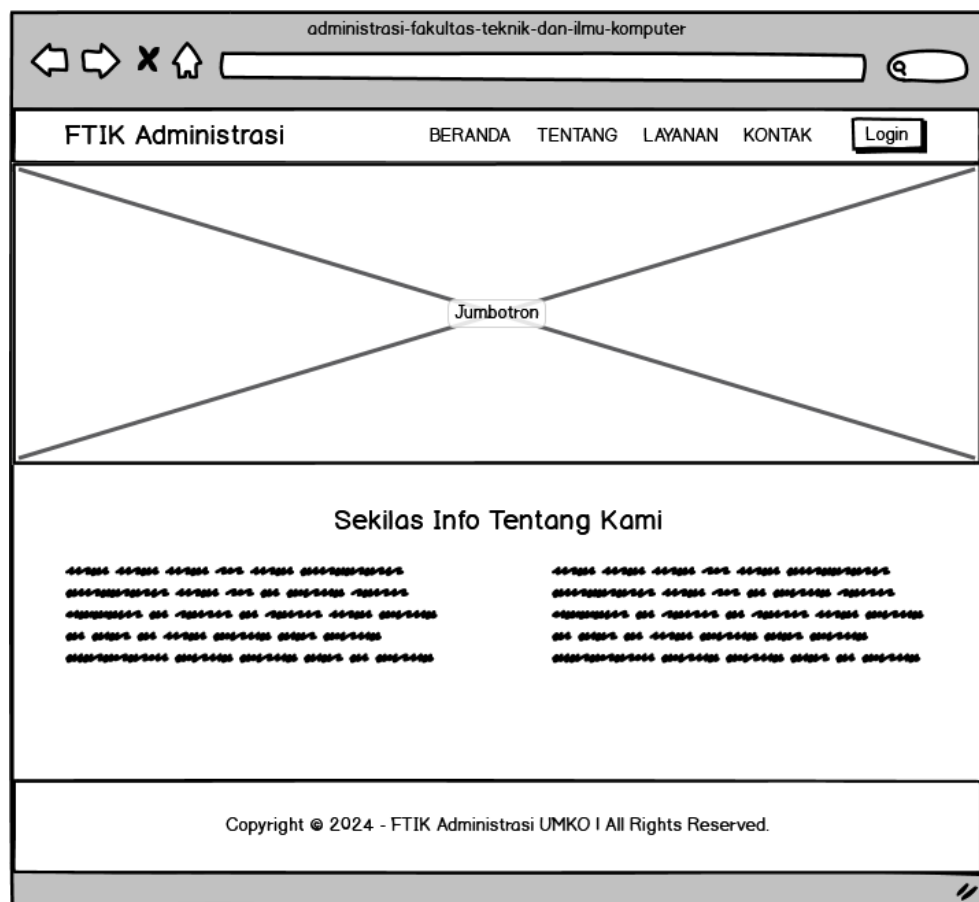 administrasi-fakultas-teknik-dan-ilmu-komputer
FTIK Administrasi BERANDA TENTANG LAYANAN KONTAK Login
Jumbotron
Sekilas Info Tentang Kami
Copyright © 2024 - FTIK Administrasi UMKO | All Rights Reserved.